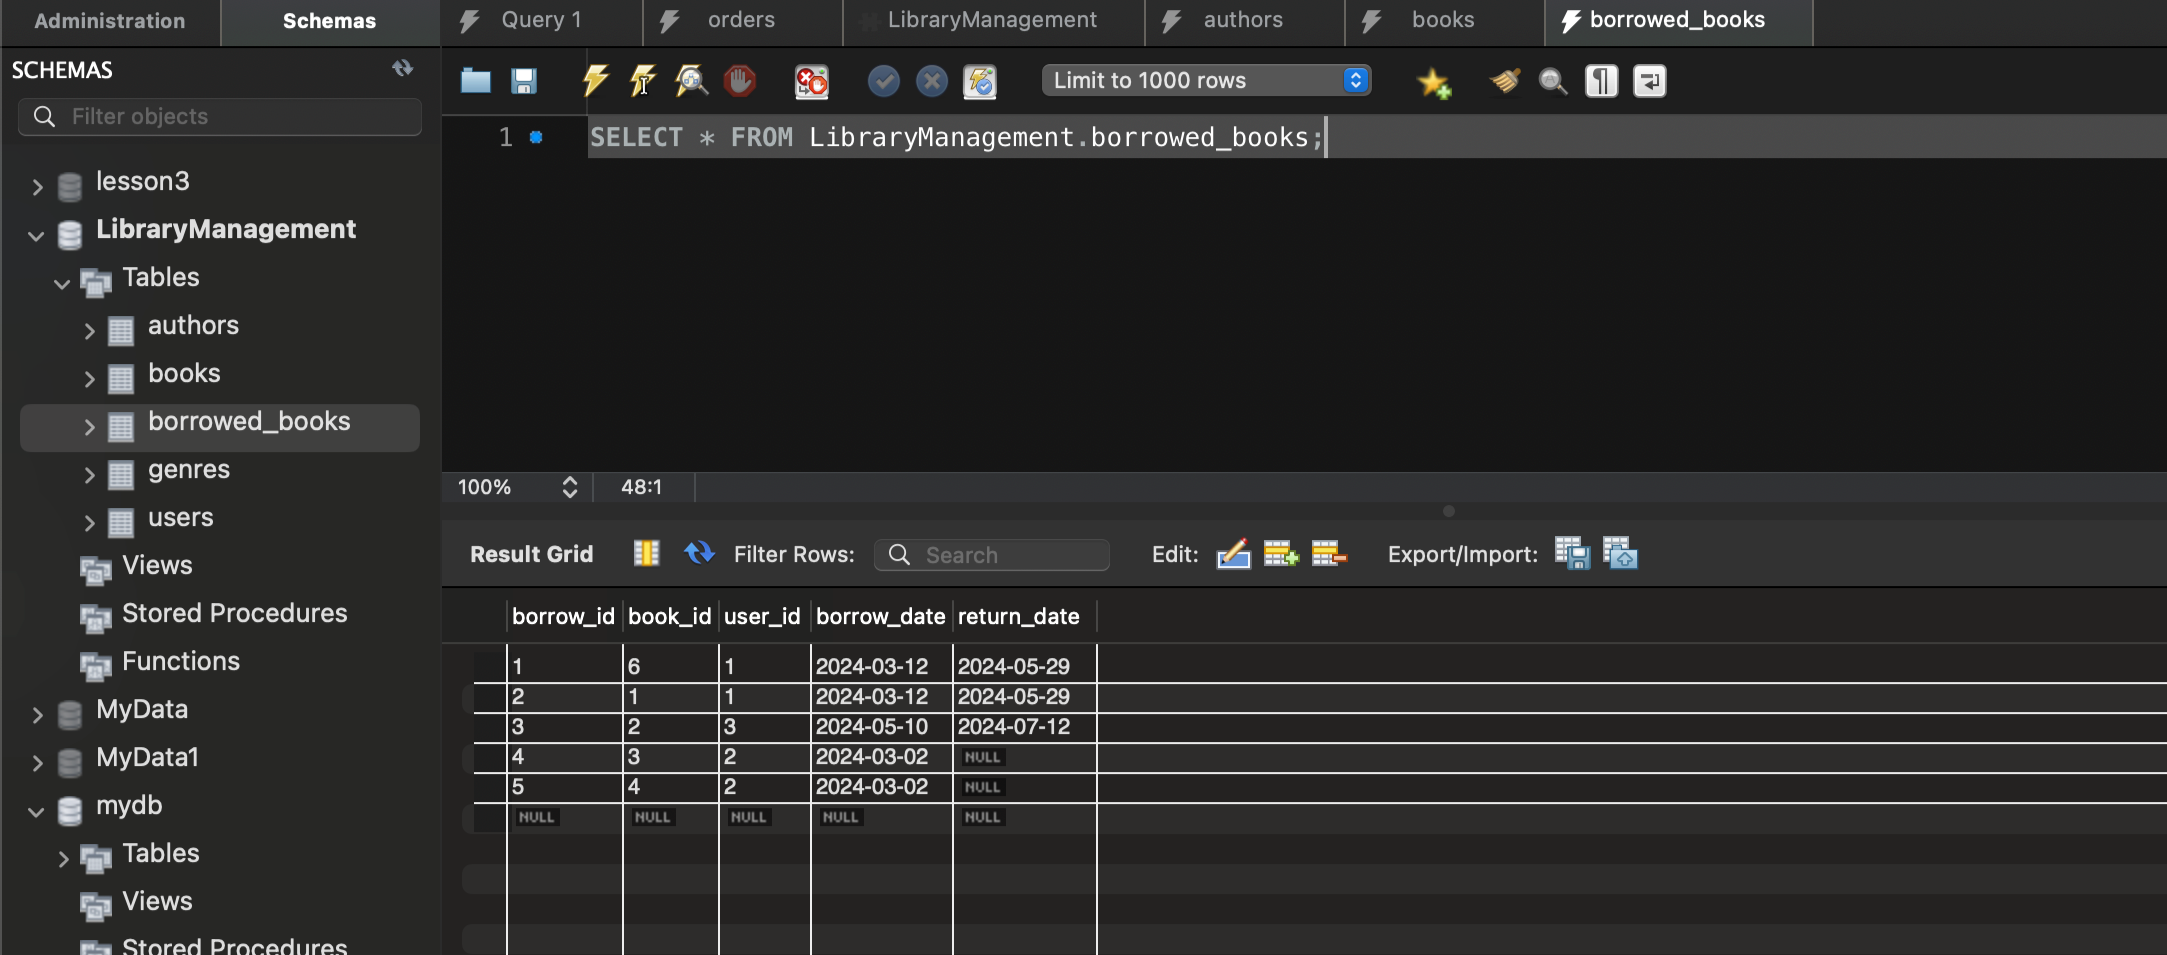 Administration
Schemas
Query 1
orders
LibraryManagement
authors
books
borrowed_books
SCHEMAS
Filter objects
lesson3
LibraryManagement
Tables
authors
books
borrowed_books
genres
users
Views
Stored Procedures
Functions
MyData
MyData1
mydb
Tables
Views
Stored Procedures
Limit to 1000 rows
1 SELECT * FROM LibraryManagement.borrowed_books;
100% 48:1
Result Grid Filter Rows: Search Edit: Export/Import:
borrow_id book_id user_id borrow_date return_date
1 6 1 2024-03-12 2024-05-29
2 1 1 2024-03-12 2024-05-29
3 2 3 2024-05-10 2024-07-12
4 3 2 2024-03-02 NULL
5 4 2 2024-03-02 NULL
NULL NULL NULL NULL NULL